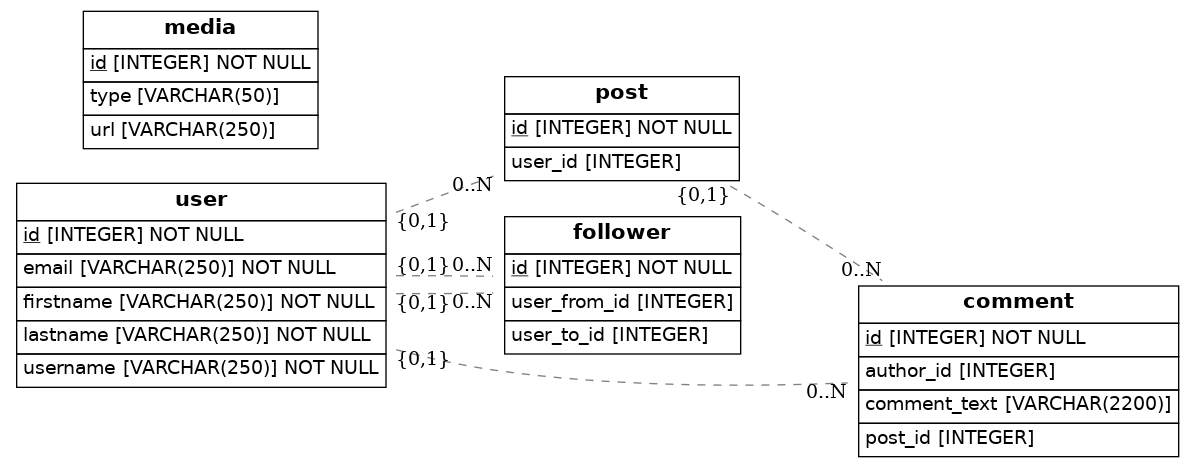 media
id [INTEGER] NOT NULL
type [VARCHAR(50)]
url [VARCHAR(250)]
user
id [INTEGER] NOT NULL
email [VARCHAR(250)] NOT NULL
firstname [VARCHAR(250)] NOT NULL
lastname [VARCHAR(250)] NOT NULL
username [VARCHAR(250)] NOT NULL
0..N
{0,1}
{0,1} 0..N
{0,1} 0..N
{0,1}
post
id [INTEGER] NOT NULL
user_id [INTEGER]
{0,1}
follower
id [INTEGER] NOT NULL
user_from_id [INTEGER]
user_to_id [INTEGER]
0..N
0..N
comment
id [INTEGER] NOT NULL
author_id [INTEGER]
comment_text [VARCHAR(2200)]
post_id [INTEGER]